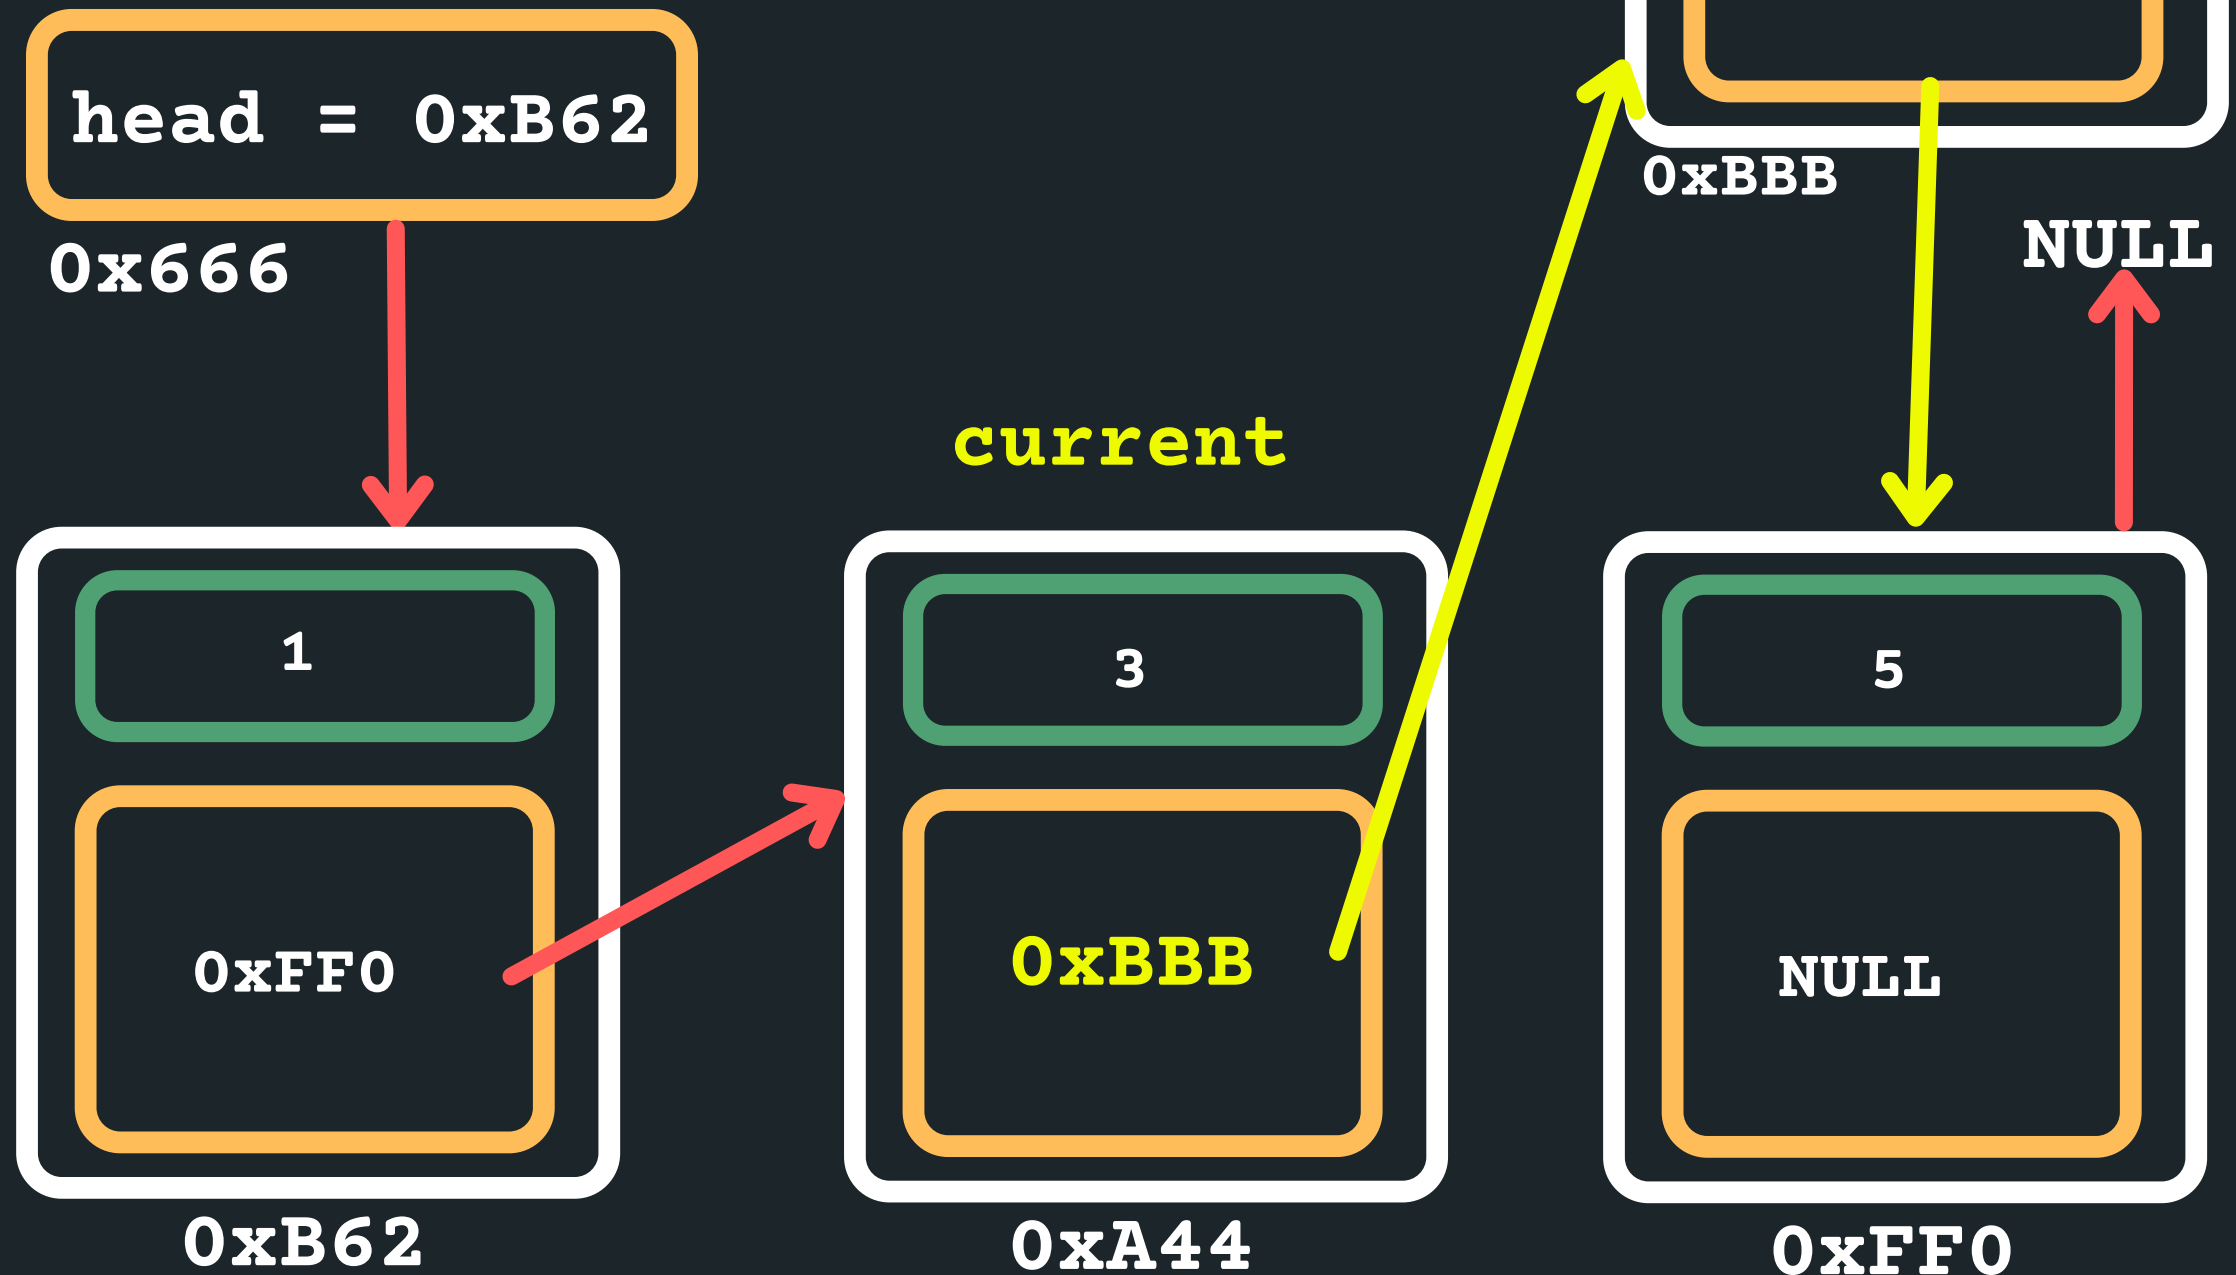 head = 0xB62
0x666
0xBBB
NULL
current
1
3
5
0xFF0
0xBBB
NULL
0xB62
0xA44
0xFF0